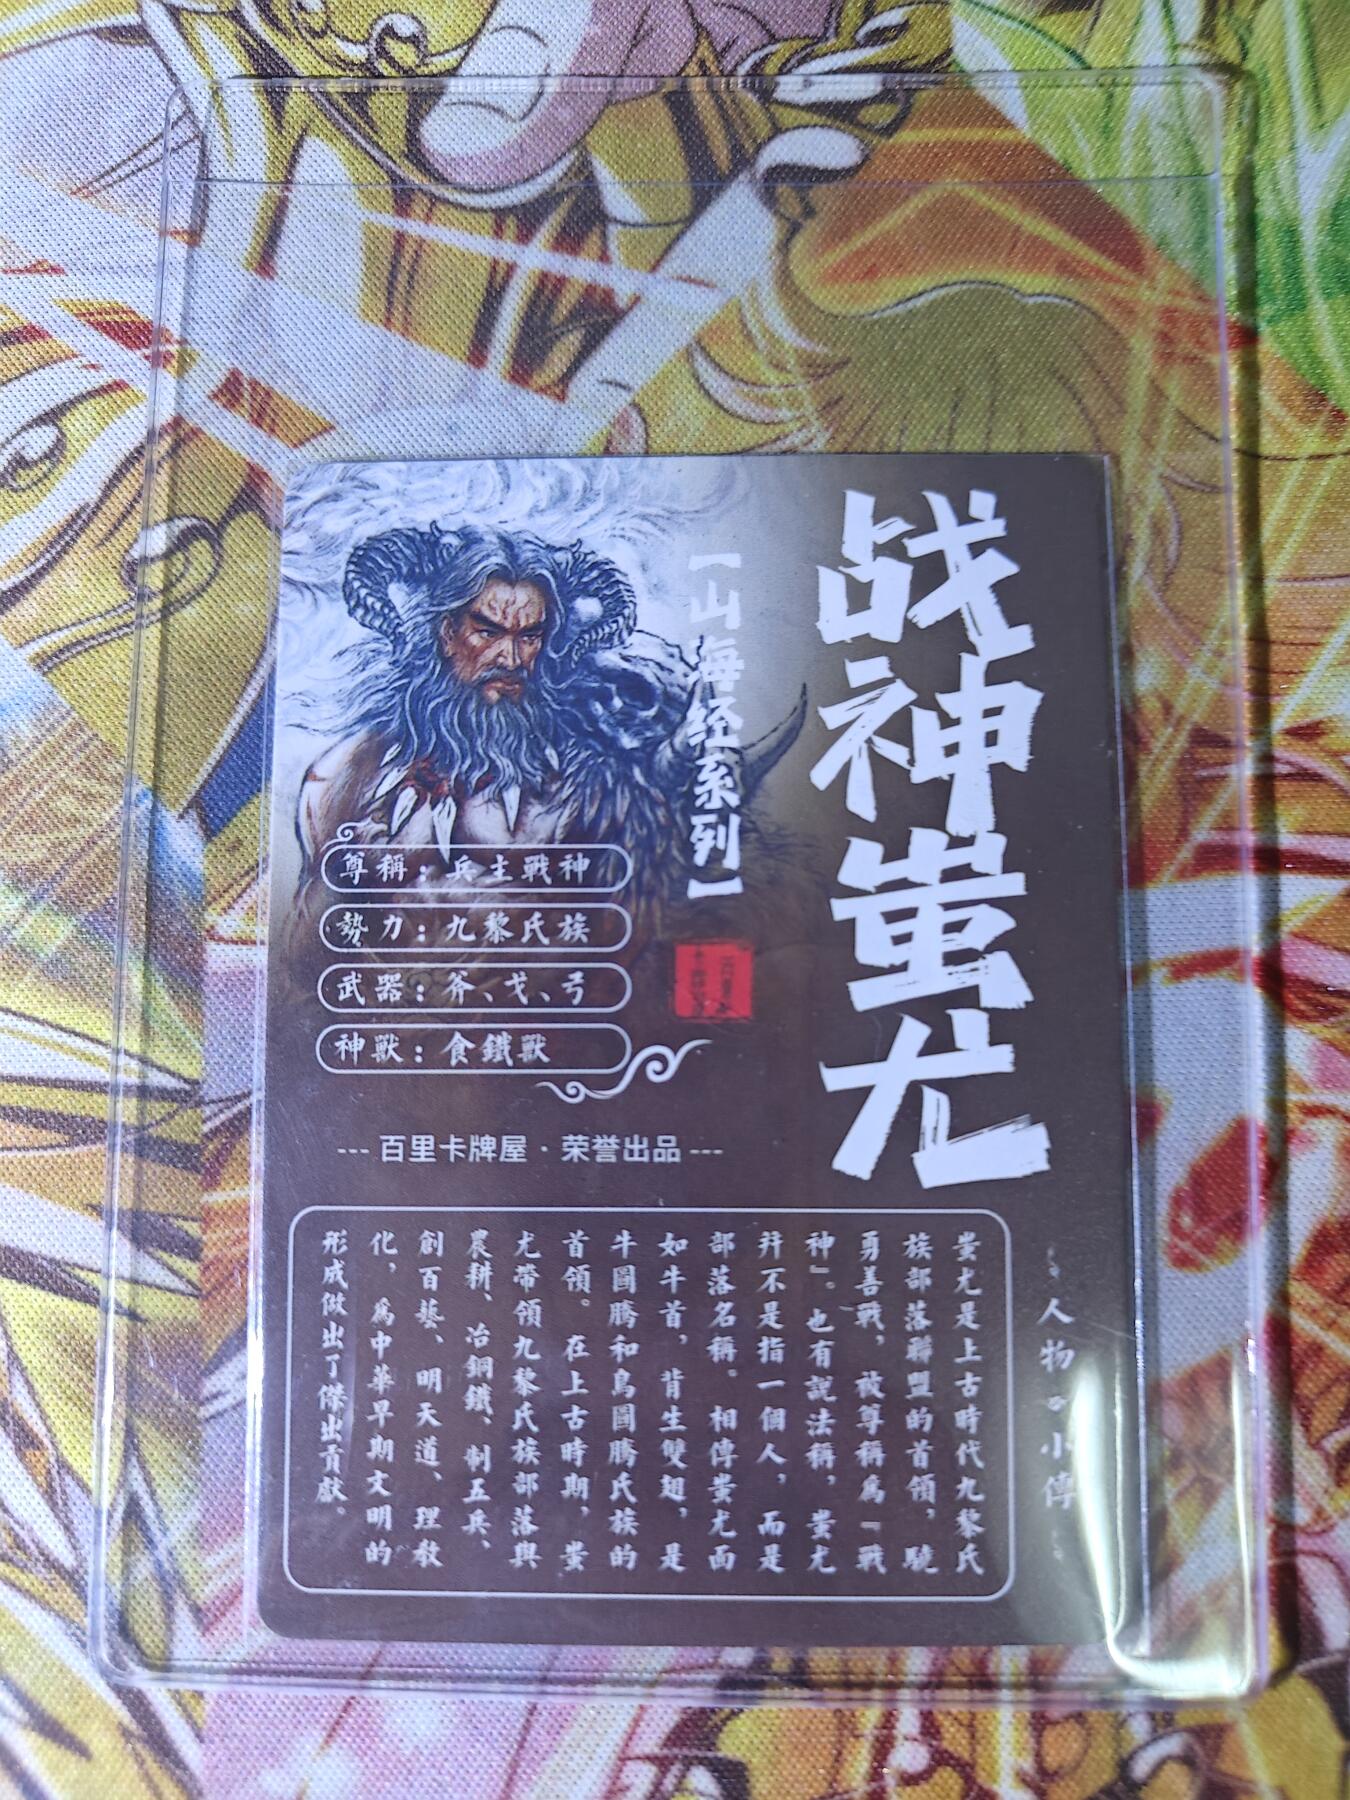 战神蚩尤
【山海经系列】
尊稱：兵主戰神
勢力：九黎氏族
武器：斧、戈、弓
神獸：食鐵獸
--- 百里卡牌屋 · 荣誉出品 ---
人物小傳
蚩尤是上古時代九黎氏
族部落聯盟的首領，驍
勇善戰，被尊稱為「戰
神」。也有說法稱，蚩尤
并不是指一個人，而是
部落名稱。相傳蚩尤面
如牛首，背生雙翅，是
牛圖騰和鳥圖騰氏族的
首領。在上古時期，蚩
尤帶領九黎氏族部落興
農耕、冶銅鐵、制五兵、
創百藝、明天道、理教
化，為中華早期文明的
形成做出了傑出貢獻。